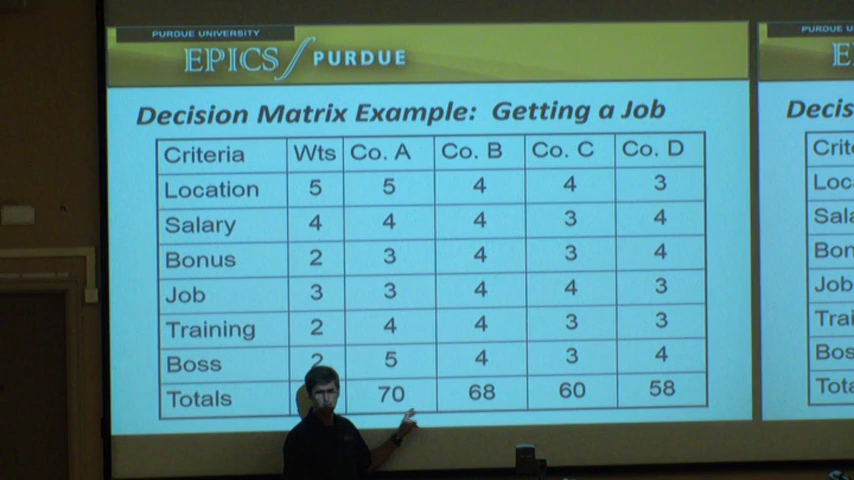 PURDUE UNIVERSITY
EPICS PURDUE
Decision Matrix Example: Getting a Job
Criteria Wts Co. A Co. B Co. C Co. D
Location 5 5 4 4 3
Salary 4 4 4 3 4
Bonus 2 3 4 3 4
Job 3 3 4 4 3
Training 2 4 4 3 3
Boss 2 5 4 3 4
Totals 70 68 60 58
PURDUE U
E
Decis
Crite
Loc
Sala
Bon
Job
Trai
Bos
Tota